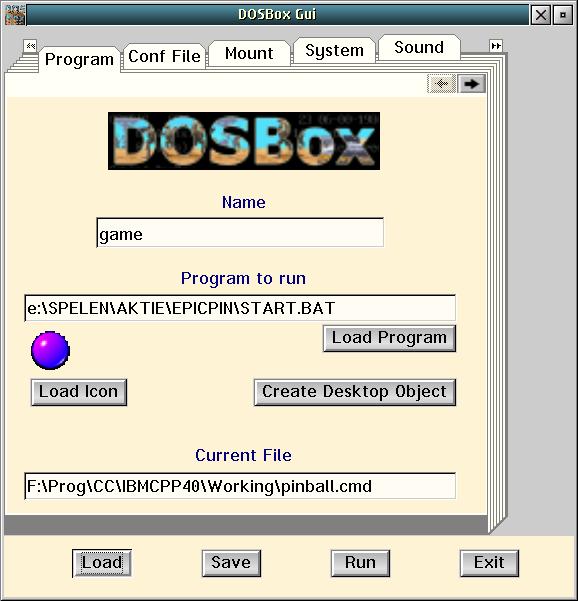 DOSBox Gui
Program
Conf File
Mount
System
Sound
DOSBox
Name
game
Program to run
e:\SPELEN\AKTIE\EPICPIN\START.BAT
Load Program
Load Icon
Create Desktop Object
Current File
F:\Prog\CC\IBMCPP40\Working\pinball.cmd
Load
Save
Run
Exit